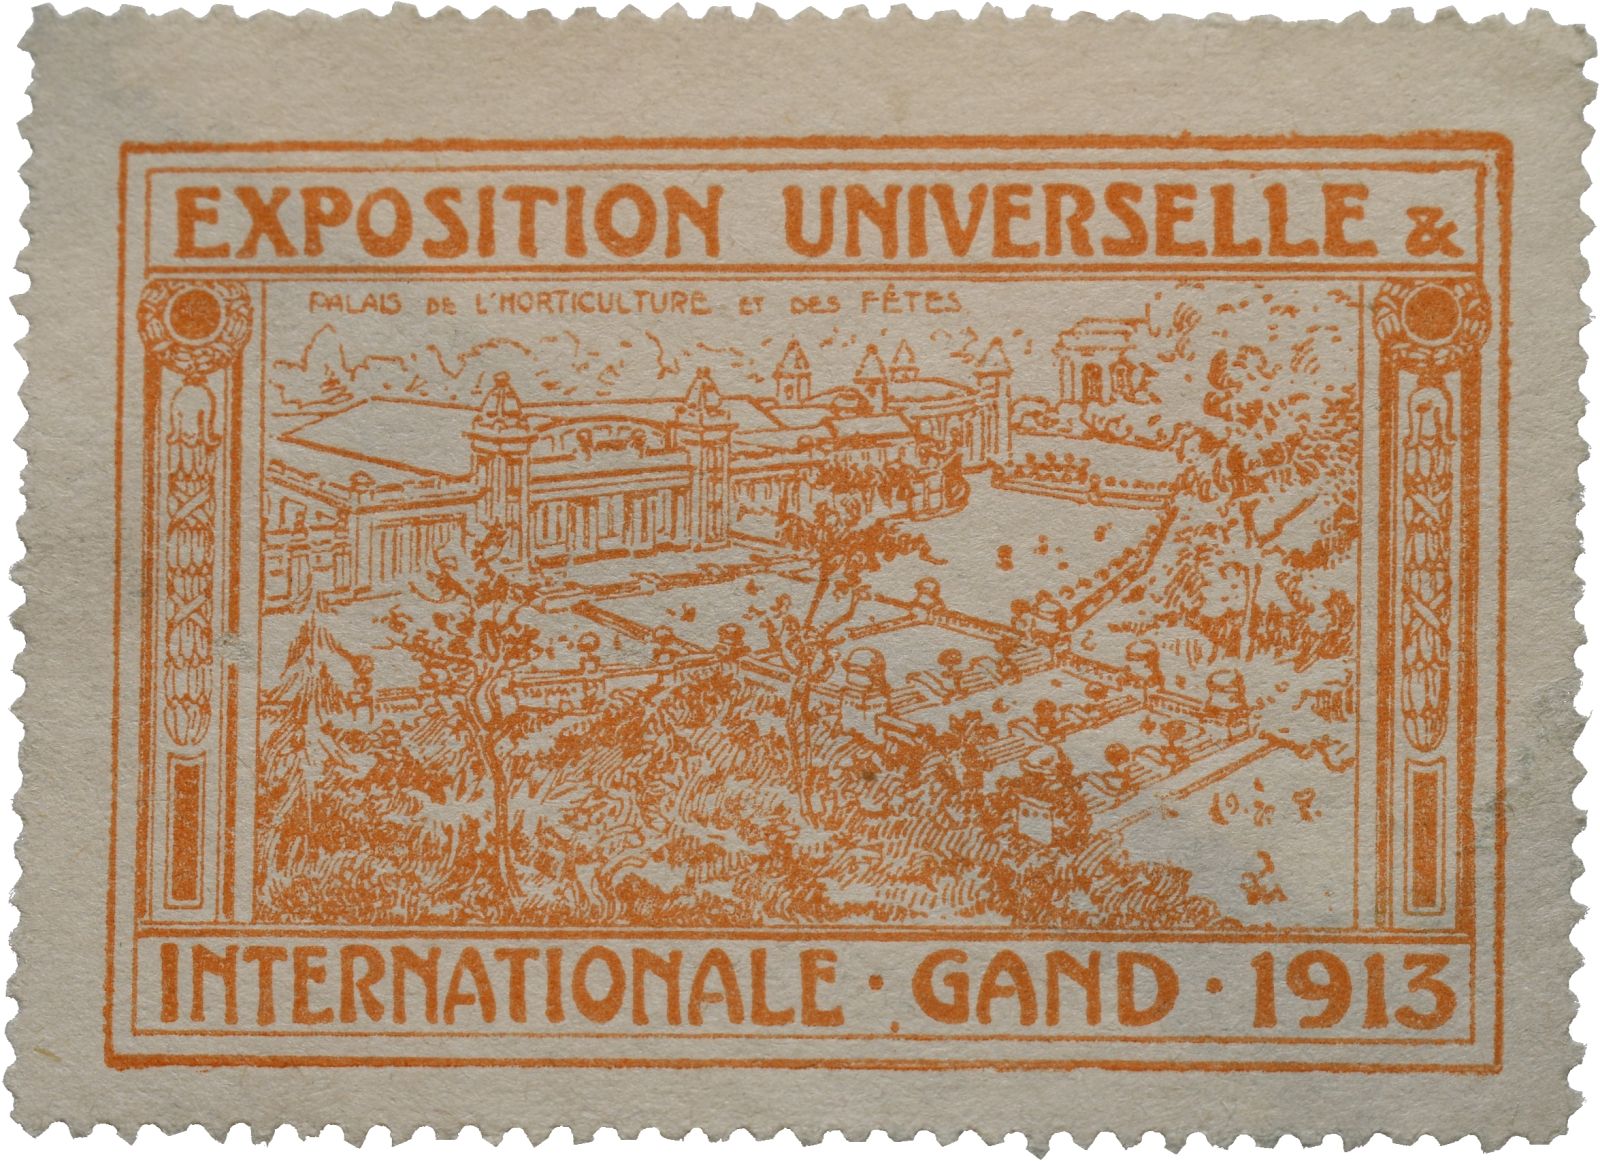 EXPOSITION UNIVERSELLE &
PALAIS DE L'HORTICULTURE ET DES FÊTES.
INTERNATIONALE · GAND · 1913